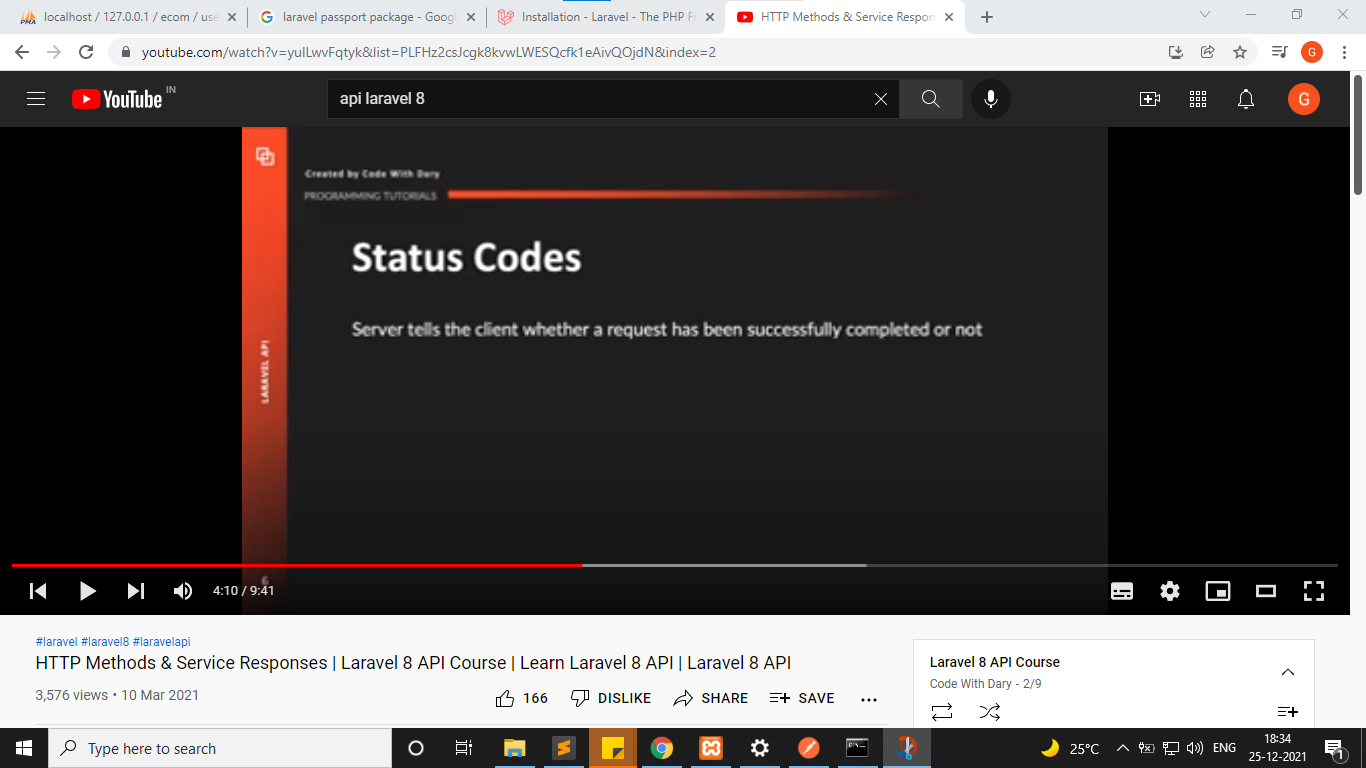 localhost / 127.0.0.1 / ecom / use
laravel passport package - Googl
Installation - Laravel - The PHP F
HTTP Methods & Service Respon
youtube.com/watch?v=yulLwvFqtyk&list=PLFHz2csJcgk8kvwLWESQcfk1eAivQOjdN&index=2
G
YouTube IN
api laravel 8
G
Created by Code With Dary
PROGRAMMING TUTORIALS
Status Codes
Server tells the client whether a request has been successfully completed or not
LARAVEL API
6
4:10 / 9:41
#laravel #laravel8 #laravelapi
HTTP Methods & Service Responses | Laravel 8 API Course | Learn Laravel 8 API | Laravel 8 API
3,576 views • 10 Mar 2021
166
DISLIKE
SHARE
SAVE
Laravel 8 API Course
Code With Dary - 2/9
Type here to search
25°C
ENG
18:34
25-12-2021
1